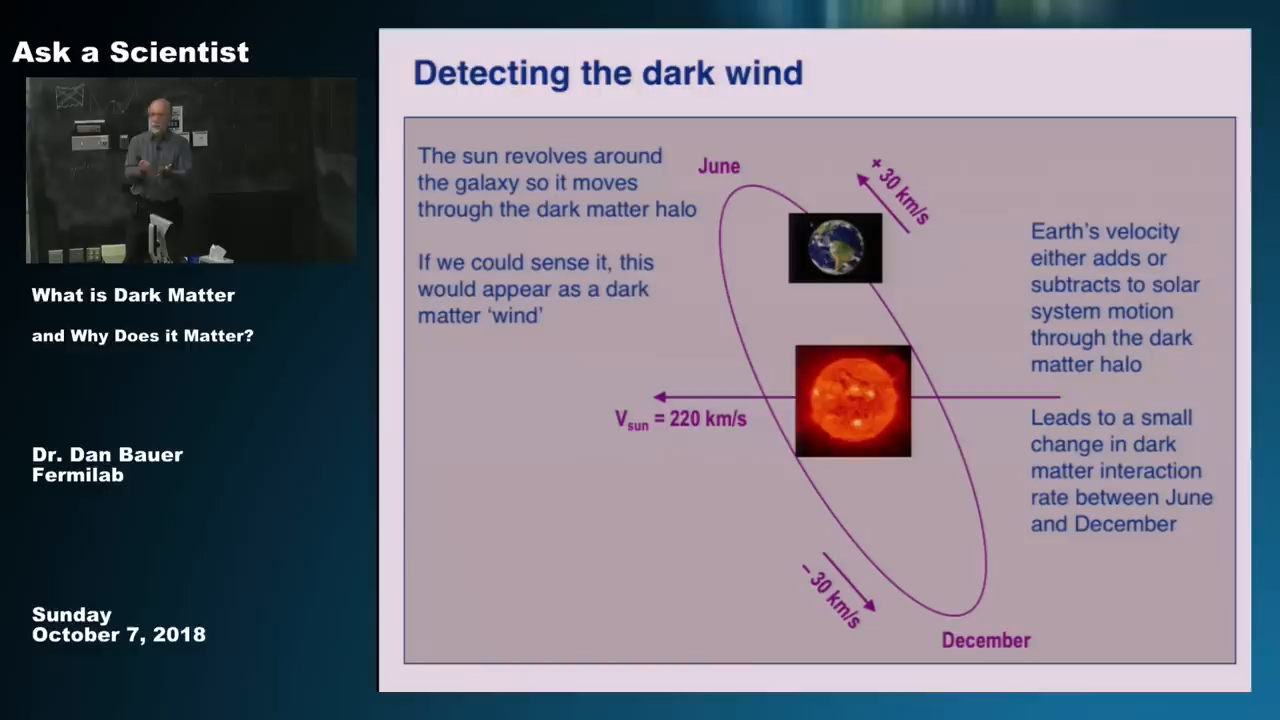 Ask a Scientist
What is Dark Matter
and Why Does it Matter?
Dr. Dan Bauer
Fermilab
Sunday
October 7, 2018
Detecting the dark wind
The sun revolves around
the galaxy so it moves
through the dark matter halo
If we could sense it, this
would appear as a dark
matter ‘wind’
June
+ 30 km/s
Vsun = 220 km/s
– 30 km/s
December
Earth’s velocity
either adds or
subtracts to solar
system motion
through the dark
matter halo
Leads to a small
change in dark
matter interaction
rate between June
and December